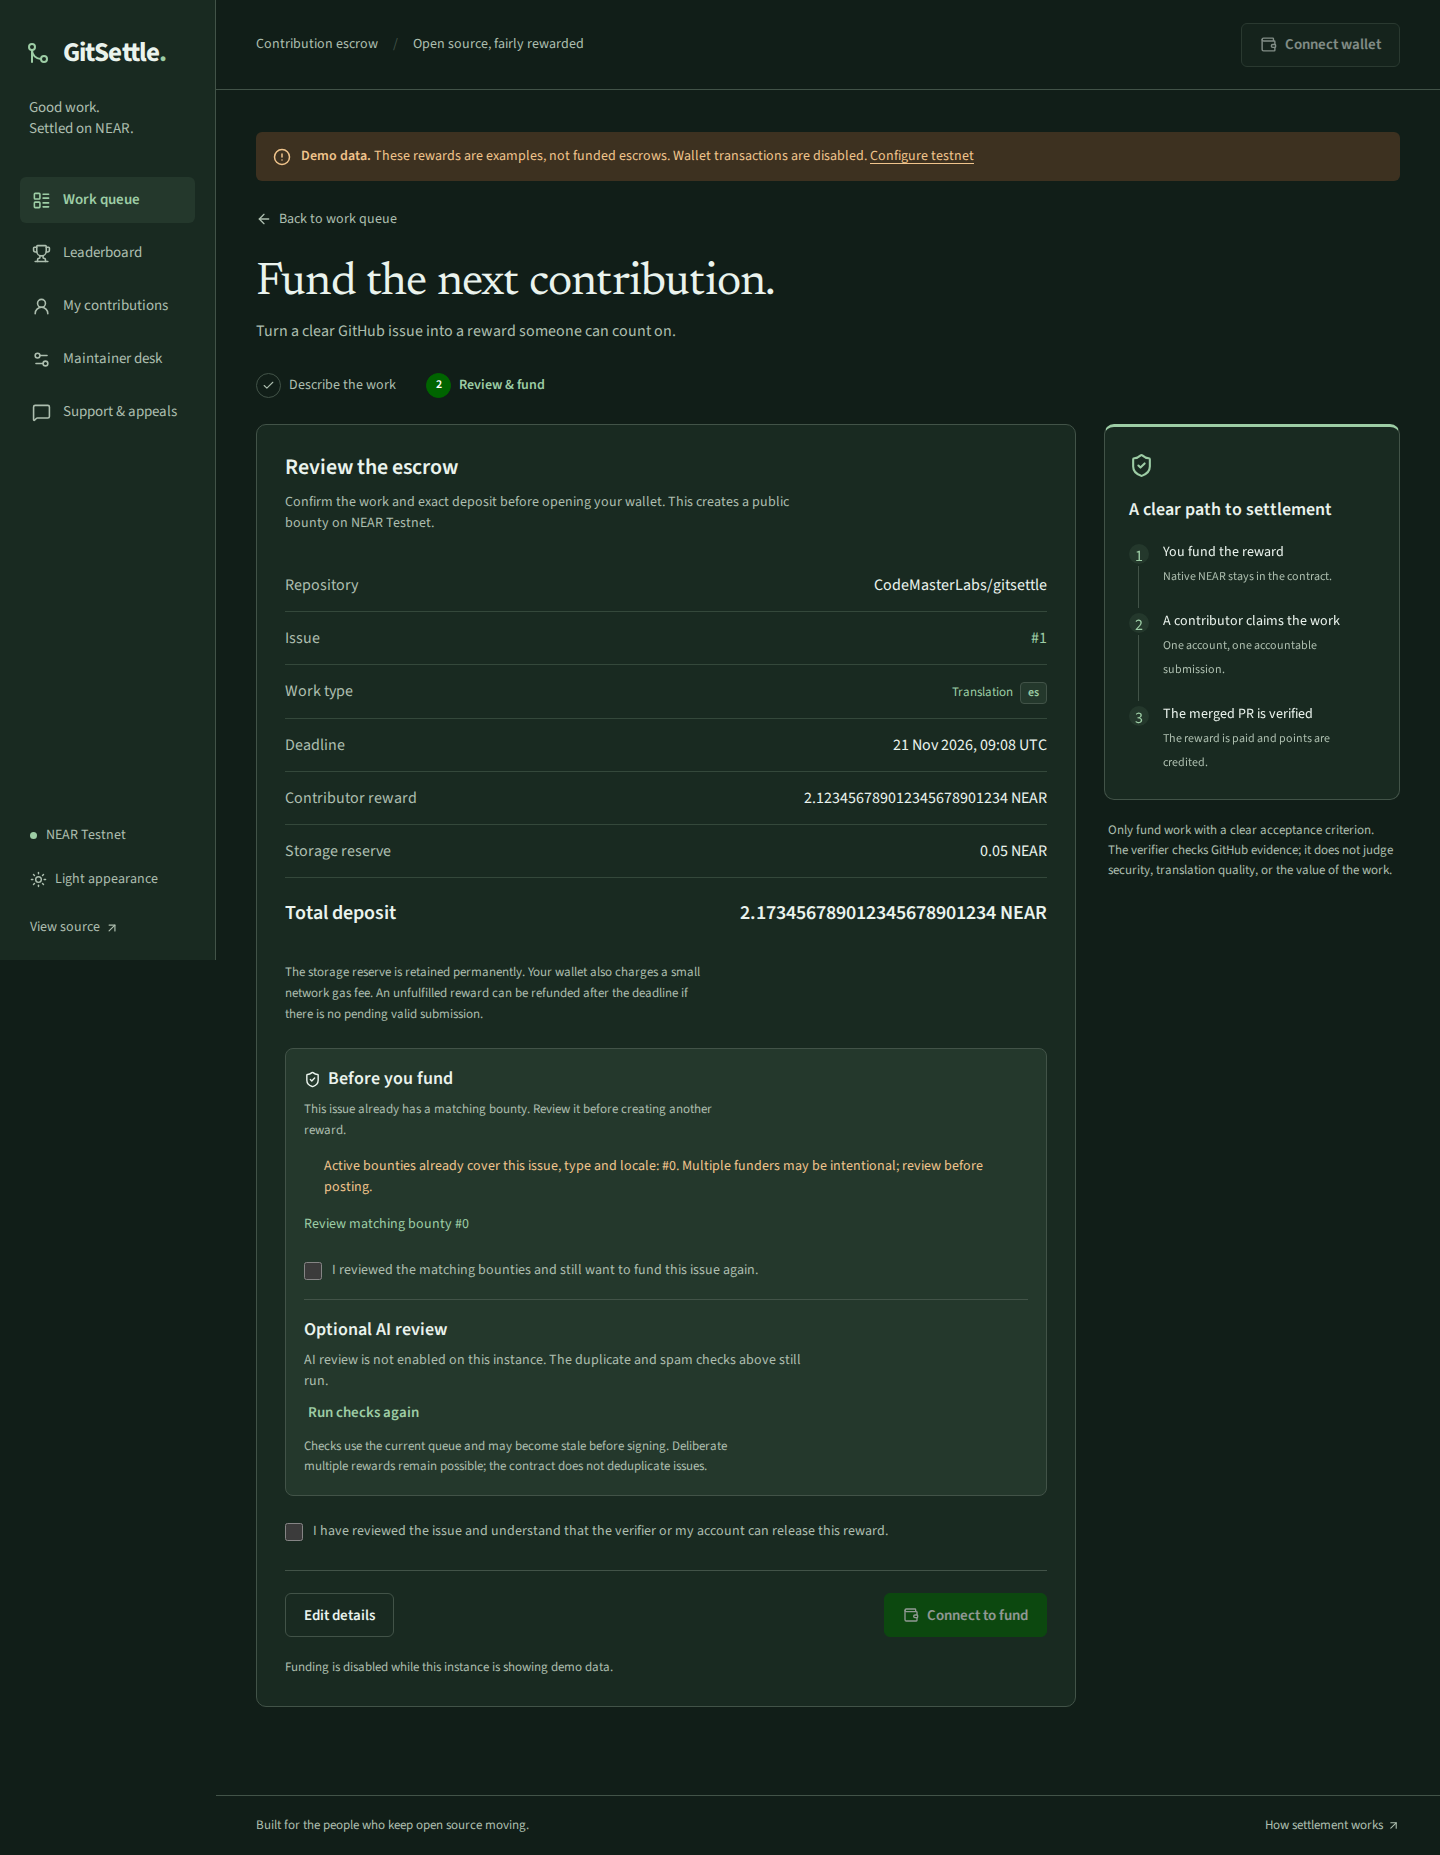 GitSettle.
Good work.
Settled on NEAR.
Work queue
Leaderboard
My contributions
Maintainer desk
Support & appeals
NEAR Testnet
Light appearance
View source
Contribution escrow / Open source, fairly rewarded
Connect wallet
Demo data. These rewards are examples, not funded escrows. Wallet transactions are disabled. Configure testnet
Back to work queue
Fund the next contribution.
Turn a clear GitHub issue into a reward someone can count on.
Describe the work
2 Review & fund
Review the escrow
Confirm the work and exact deposit before opening your wallet. This creates a public
bounty on NEAR Testnet.
Repository CodeMasterLabs/gitsettle
Issue #1
Work type Translation es
Deadline 21 Nov 2026, 09:08 UTC
Contributor reward 2.123456789012345678901234 NEAR
Storage reserve 0.05 NEAR
Total deposit 2.173456789012345678901234 NEAR
The storage reserve is retained permanently. Your wallet also charges a small
network gas fee. An unfulfilled reward can be refunded after the deadline if
there is no pending valid submission.
Before you fund
This issue already has a matching bounty. Review it before creating another
reward.
Active bounties already cover this issue, type and locale: #0. Multiple funders may be intentional; review before
posting.
Review matching bounty #0
I reviewed the matching bounties and still want to fund this issue again.
Optional AI review
AI review is not enabled on this instance. The duplicate and spam checks above still
run.
Run checks again
Checks use the current queue and may become stale before signing. Deliberate
multiple rewards remain possible; the contract does not deduplicate issues.
I have reviewed the issue and understand that the verifier or my account can release this reward.
Edit details
Connect to fund
Funding is disabled while this instance is showing demo data.
A clear path to settlement
1 You fund the reward
Native NEAR stays in the contract.
2 A contributor claims the work
One account, one accountable
submission.
3 The merged PR is verified
The reward is paid and points are
credited.
Only fund work with a clear acceptance criterion.
The verifier checks GitHub evidence; it does not judge
security, translation quality, or the value of the work.
Built for the people who keep open source moving.
How settlement works